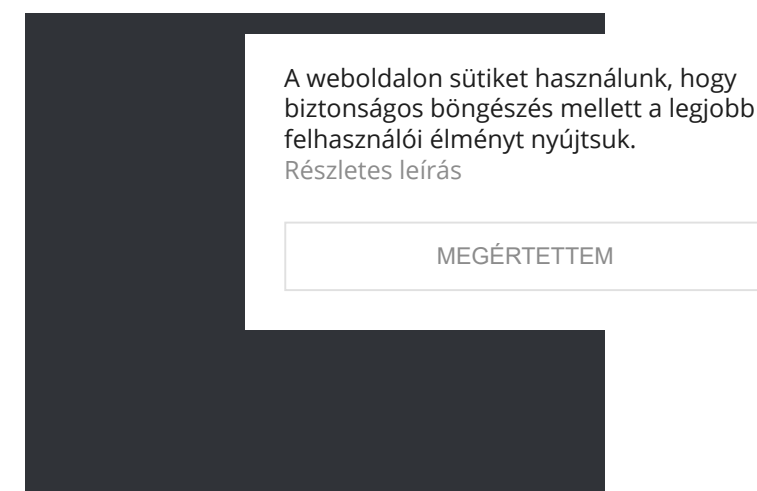 A weboldalon sütiket használunk, hogy
biztonságos böngészés mellett a legjobb
felhasználói élményt nyújtsuk.
Részletes leírás
MEGÉRTETTEM